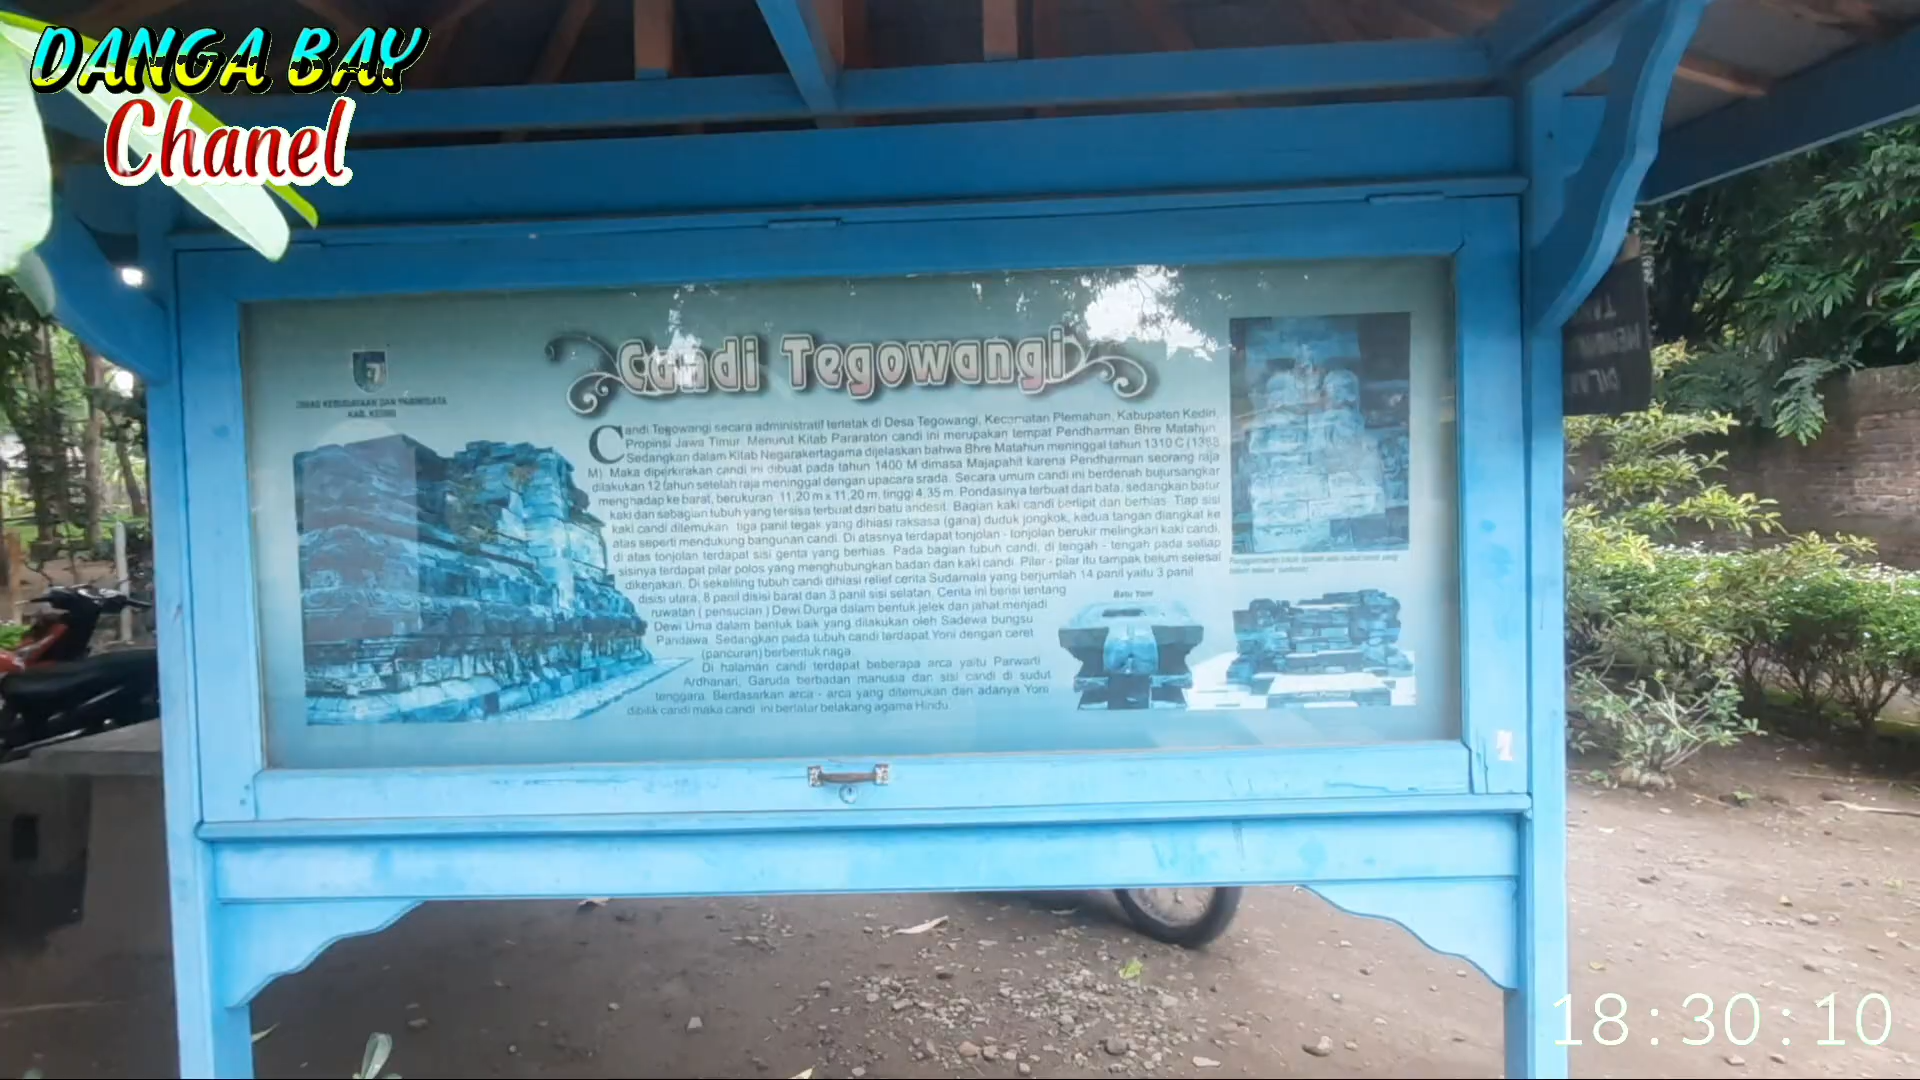 DANGA BAY
Chanel
Candi Tegowangi
DINAS KEBUDAYAAN DAN PARIWISATA
KAB. KEDIRI
Candi Tegowangi secara administratif terletak di Desa Tegowangi, Kecamatan Plemahan, Kabupaten Kediri,
Propinsi Jawa Timur. Menurut Kitab Pararaton candi ini merupakan tempat Pendharman Bhre Matahun.
Sedangkan dalam Kitab Negarakertagama dijelaskan bahwa Bhre Matahun meninggal tahun 1310 C (1388
M). Maka diperkirakan candi ini dibuat pada tahun 1400 M dimasa Majapahit karena Pendharman seorang raja
dilakukan 12 tahun setelah raja meninggal dengan upacara srada. Secara umum candi ini berdenah bujursangkar
menghadap ke barat, berukuran 11,20 m x 11,20 m, tinggi 4,35 m. Pondasinya terbuat dari bata, sedangkan batur
kaki dan sebagian tubuh yang tersisa terbuat dari batu andesit. Bagian kaki candi berlipit dan berhias. Tiap sisi
kaki candi ditemukan tiga panil tegak yang dihiasi raksasa (gana) duduk jongkok, kedua tangan diangkat ke
atas seperti mendukung bangunan candi. Di atasnya terdapat tonjolan - tonjolan berukir melingkari kaki candi,
di atas tonjolan terdapat sisi genta yang berhias. Pada bagian tubuh candi, di tengah - tengah pada setiap
sisinya terdapat pilar polos yang menghubungkan badan dan kaki candi. Pilar - pilar itu tampak belum selesai
dikerjakan. Di sekeliling tubuh candi dihiasi relief cerita Sudamala yang berjumlah 14 panil yaitu 3 panil
disisi utara, 8 panil disisi barat dan 3 panil sisi selatan. Cerita ini berisi tentang
ruwatan ( pensucian ) Dewi Durga dalam bentuk jelek dan jahat menjadi
Dewi Uma dalam bentuk baik yang dilakukan oleh Sadewa bungsu
Pandawa. Sedangkan pada tubuh candi terdapat Yoni dengan ceret
(pancuran) berbentuk naga.
Di halaman candi terdapat beberapa arca yaitu Parwati
Ardhanari, Garuda berbadan manusia dan sisi candi di sudut
tenggara. Berdasarkan arca - arca yang ditemukan dan adanya Yoni
dibilik candi maka candi ini berlatar belakang agama Hindu.
Batu Yoni
18:30:10